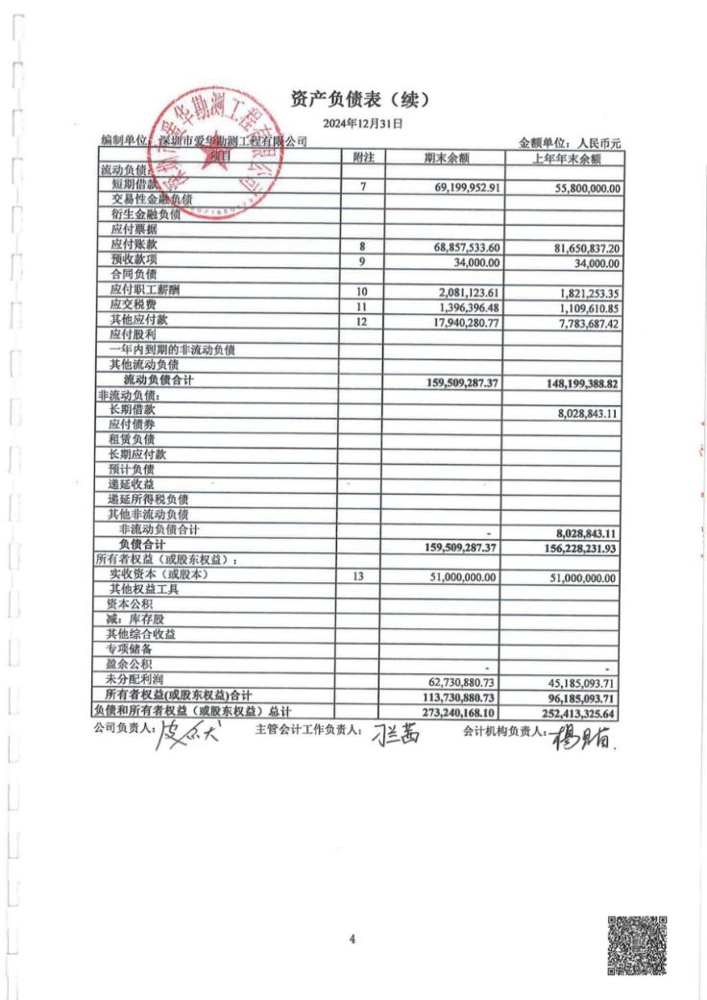 资产负债表（续）
2024年12月31日
编制单位：深圳市爱华勘测工程有限公司 金额单位：人民币元
项目 附注 期末余额 上年年末余额
流动负债：
短期借款 7 69,199,952.91 55,800,000.00
交易性金融负债
衍生金融负债
应付票据
应付账款 8 68,857,533.60 81,650,837.20
预收款项 9 34,000.00 34,000.00
合同负债
应付职工薪酬 10 2,081,123.61 1,821,253.35
应交税费 11 1,396,396.48 1,109,610.85
其他应付款 12 17,940,280.77 7,783,687.42
应付股利
一年内到期的非流动负债
其他流动负债
流动负债合计 159,509,287.37 148,199,388.82
非流动负债：
长期借款 8,028,843.11
应付债券
租赁负债
长期应付款
预计负债
递延收益
递延所得税负债
其他非流动负债
非流动负债合计 - 8,028,843.11
负债合计 159,509,287.37 156,228,231.93
所有者权益（或股东权益）：
实收资本（或股本） 13 51,000,000.00 51,000,000.00
其他权益工具
资本公积
减：库存股
其他综合收益
专项储备
盈余公积 - -
未分配利润 62,730,880.73 45,185,093.71
所有者权益(或股东权益)合计 113,730,880.73 96,185,093.71
负债和所有者权益（或股东权益）总计 273,240,168.10 252,413,325.64
公司负责人： 主管会计工作负责人： 会计机构负责人：
深圳市爱华勘测工程有限公司
4